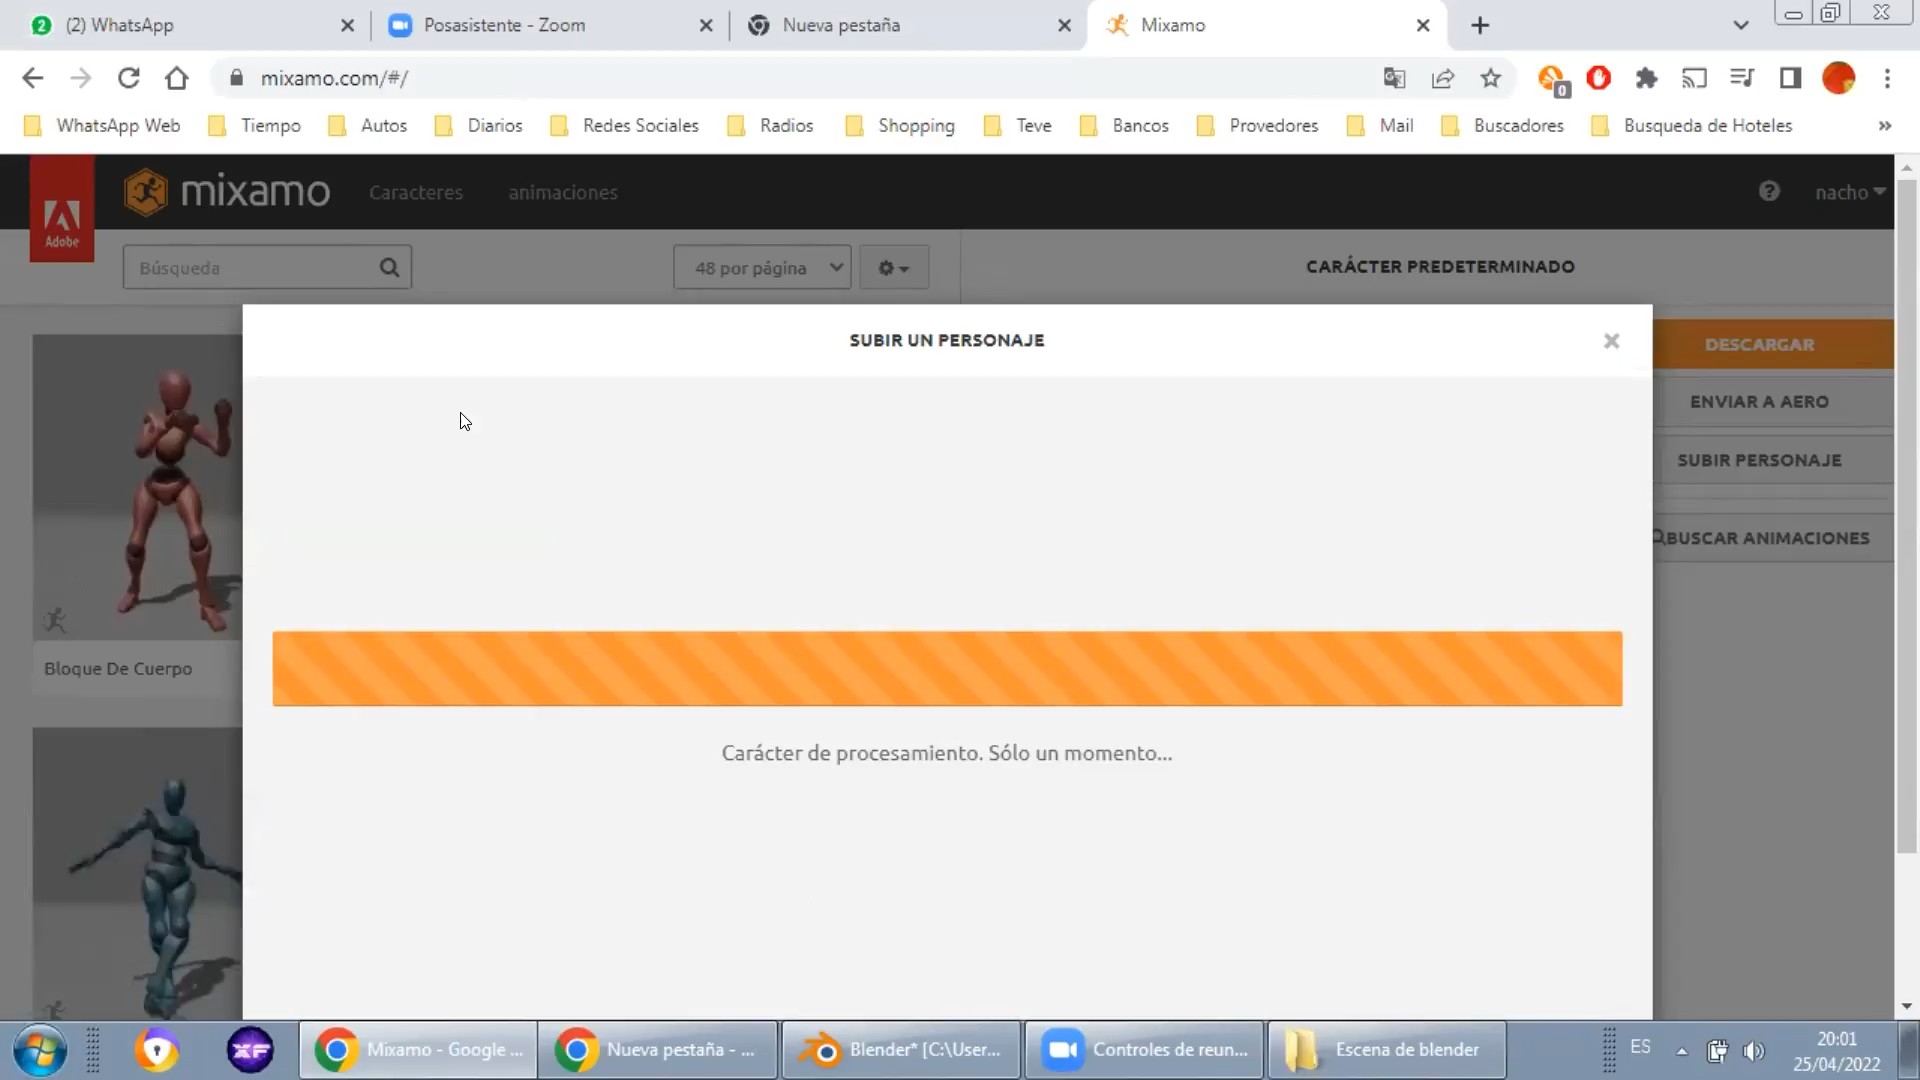 2 (2) WhatsApp
Posasistente - Zoom
Nueva pestaña
Mixamo
mixamo.com/#/
0
WhatsApp Web Tiempo Autos Diarios Redes Sociales Radios Shopping Teve Bancos Provedores Mail Buscadores Busqueda de Hoteles »
Adobe
mixamo Caracteres animaciones
nacho
Búsqueda
48 por página
CARÁCTER PREDETERMINADO
SUBIR UN PERSONAJE
DESCARGAR
ENVIAR A AERO
SUBIR PERSONAJE
BUSCAR ANIMACIONES
Bloque De Cuerpo
Carácter de procesamiento. Sólo un momento...
XF
Mixamo - Google ...
Nueva pestaña - ...
Blender* [C:\User...
Controles de reun...
Escena de blender
ES
20:01
25/04/2022